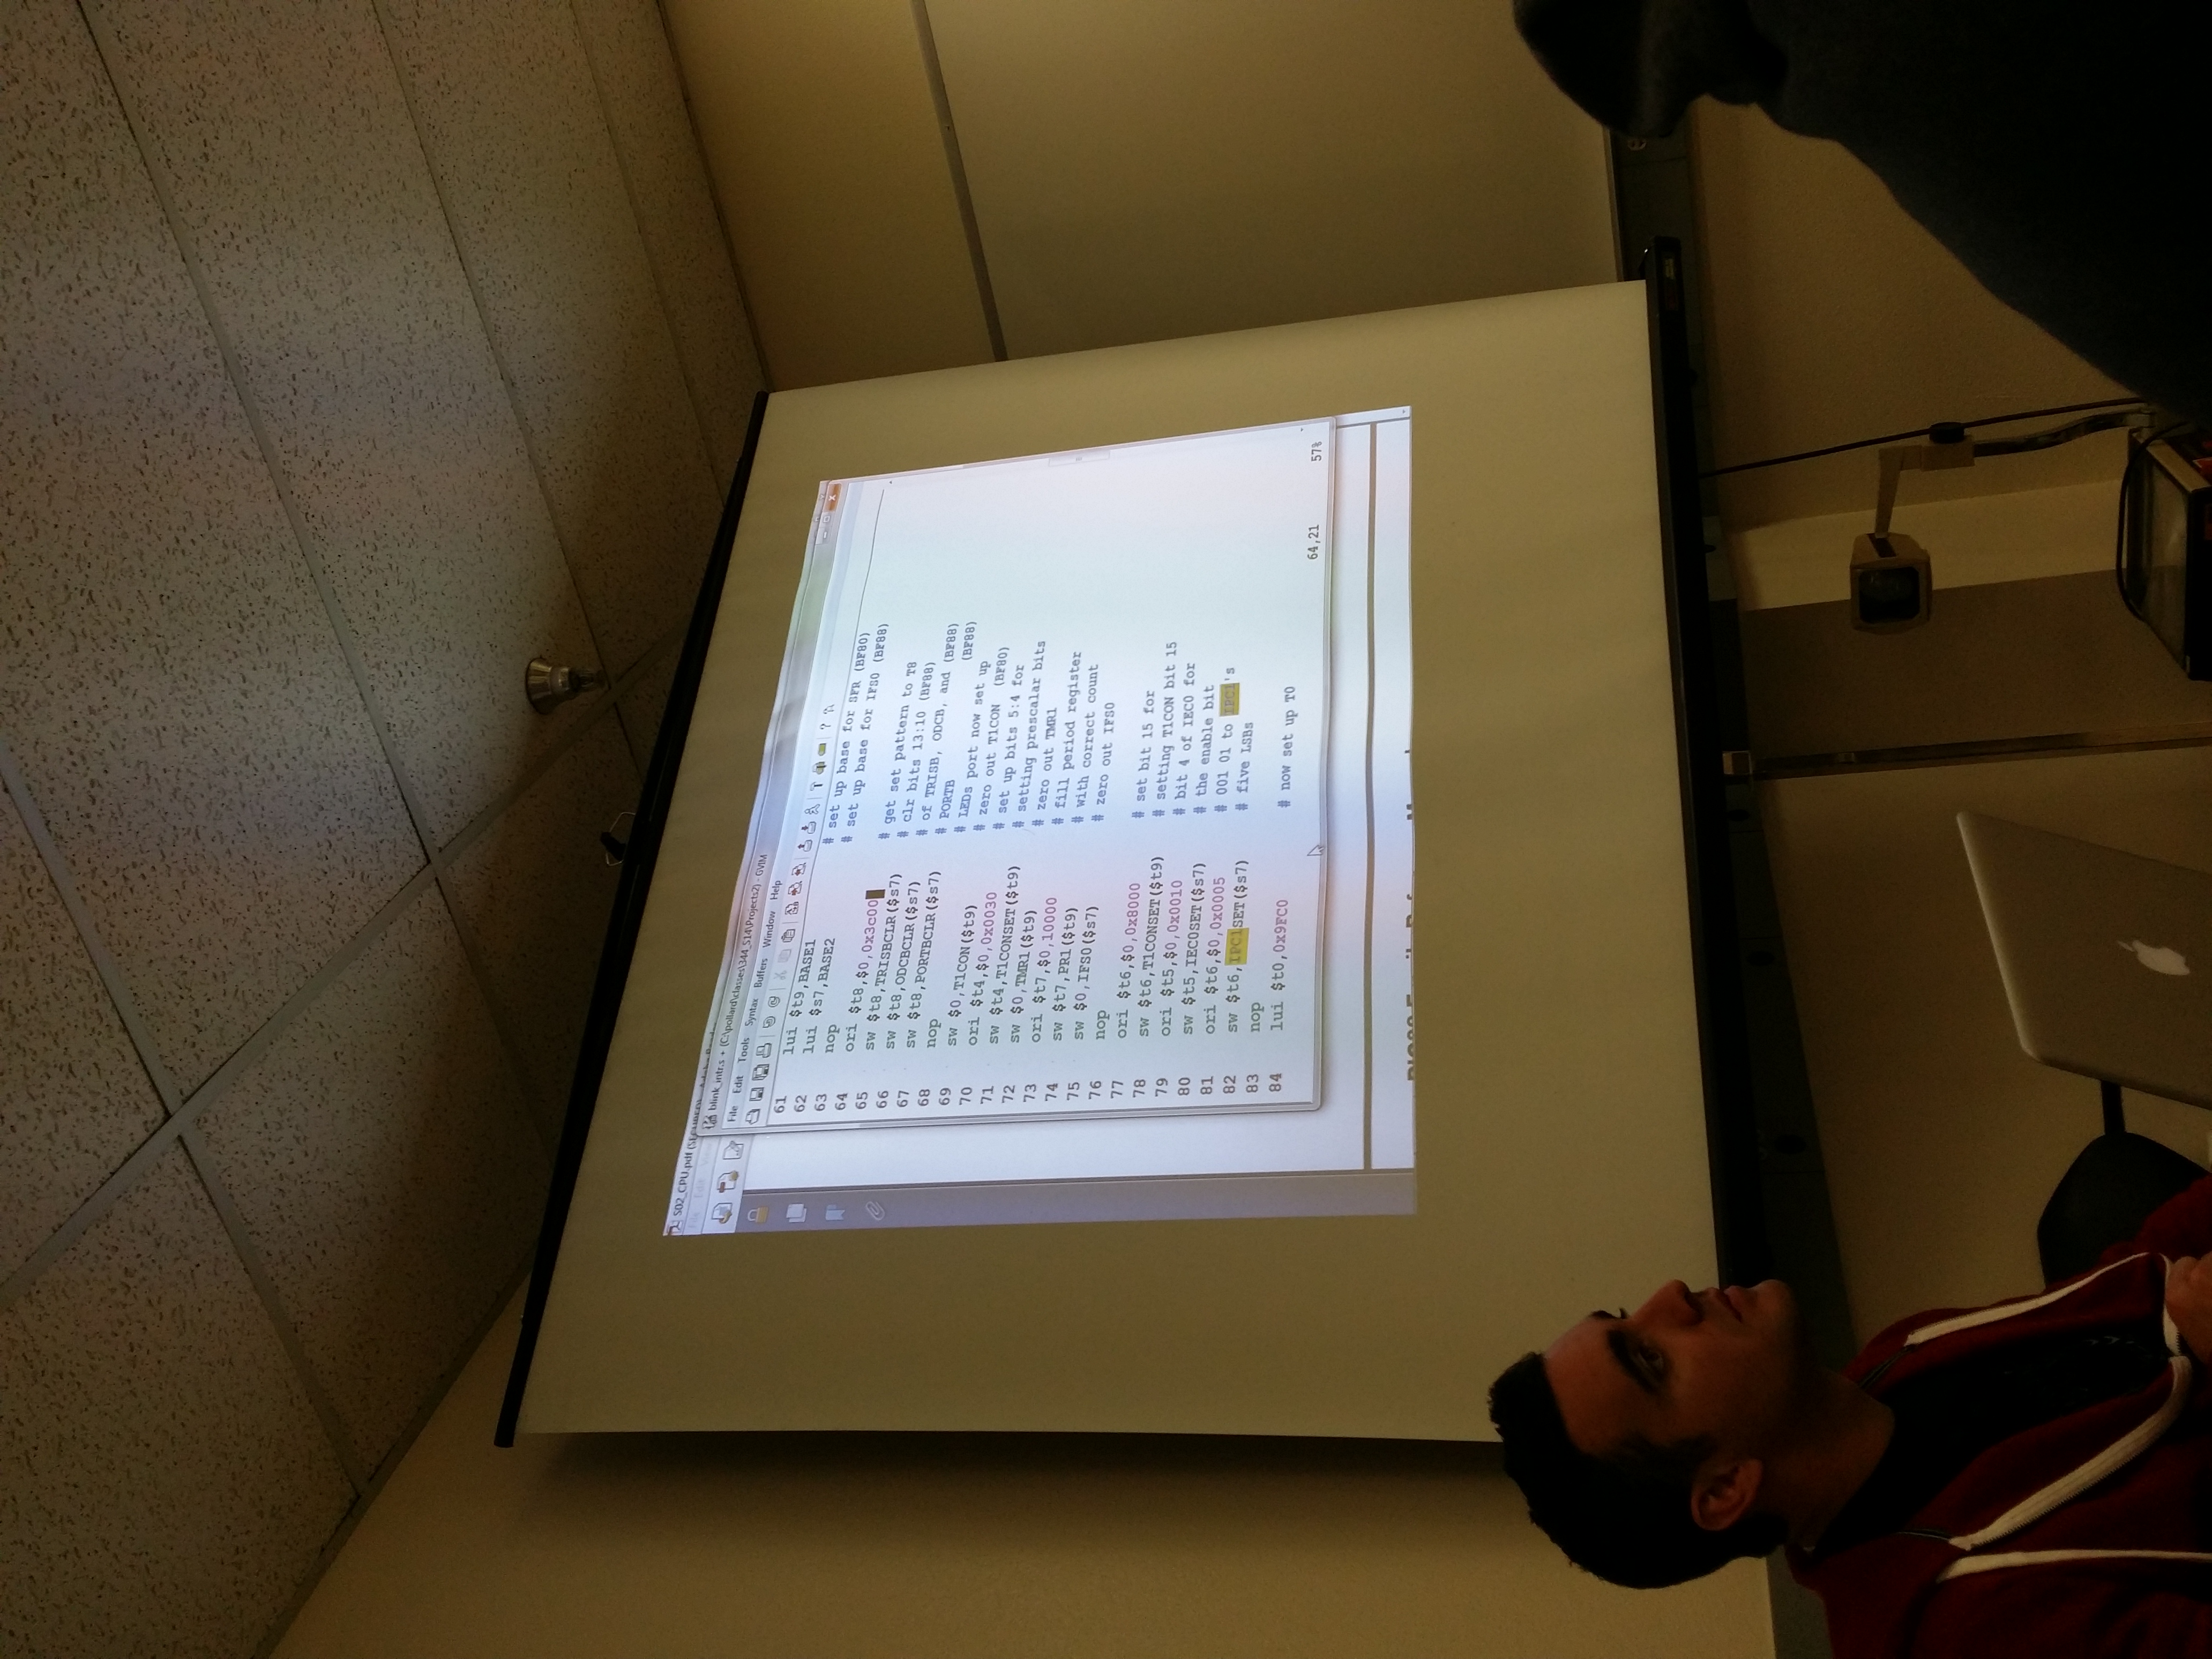 S02_CPU.pdf (SECURED) - Adobe Reader
blink_intr.s + (C:\pollard\classes\344_S14\Projects2) - GVIM
File Edit Tools Syntax Buffers Window Help
61 lui $t9,BASE1 # set up base for SFR (BF80)
62 lui $s7,BASE2 # set up base for IFS0 (BF88)
63 nop
64 ori $t8,$0,0x3c00 # get set pattern to T8
65 sw $t8,TRISBCLR($s7) # clr bits 13:10 (BF88)
66 sw $t8,ODCBCLR($s7) # of TRISB, ODCB, and (BF88)
67 sw $t8,PORTBCLR($s7) # PORTB (BF88)
68 nop # LEDs port now set up
69 sw $0,T1CON($t9) # zero out T1CON (BF80)
70 ori $t4,$0,0x0030 # set up bits 5:4 for
71 sw $t4,T1CONSET($t9) # setting prescalar bits
72 sw $0,TMR1($t9) # zero out TMR1
73 ori $t7,$0,10000 # fill period register
74 sw $t7,PR1($t9) # with correct count
75 sw $0,IFS0($s7) # zero out IFS0
76 nop
77 ori $t6,$0,0x8000 # set bit 15 for
78 sw $t6,T1CONSET($t9) # setting T1CON bit 15
79 ori $t5,$0,0x0010 # bit 4 of IEC0 for
80 sw $t5,IEC0SET($s7) # the enable bit
81 ori $t6,$0,0x0005 # 001 01 to IPC1's
82 sw $t6,IPC1SET($s7) # five LSBs
83 nop
84 lui $t0,0x9FC0 # now set up T0
64,21 57%